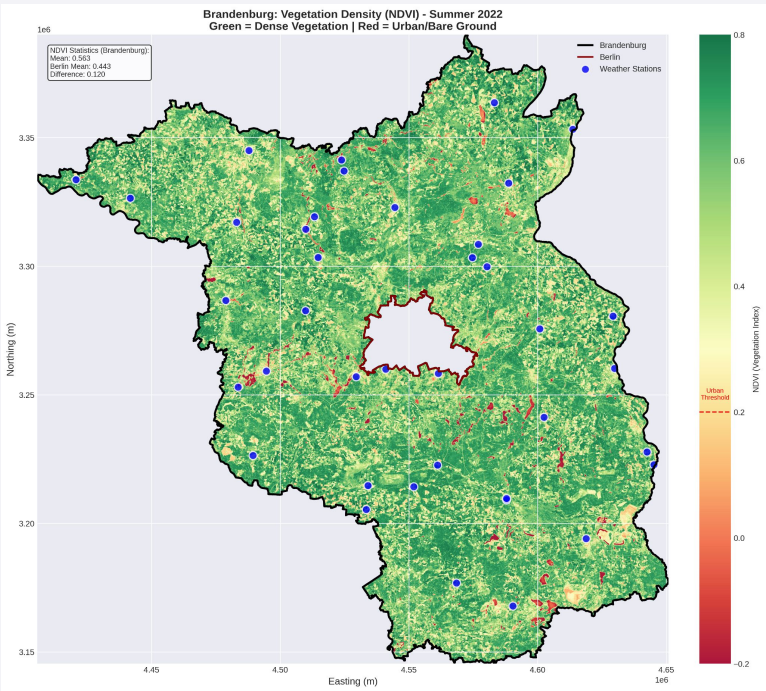 Brandenburg: Vegetation Density (NDVI) - Summer 2022
Green = Dense Vegetation | Red = Urban/Bare Ground
1e6
NDVI Statistics (Brandenburg):
Mean: 0.563
Berlin Mean: 0.443
Difference: 0.120
Brandenburg
Berlin
Weather Stations
3.35
3.30
3.25
3.20
3.15
Northing (m)
4.45
4.50
4.55
4.60
4.65
1e6
Easting (m)
0.8
0.6
0.4
0.2
0.0
−0.2
Urban
Threshold
NDVI (Vegetation Index)